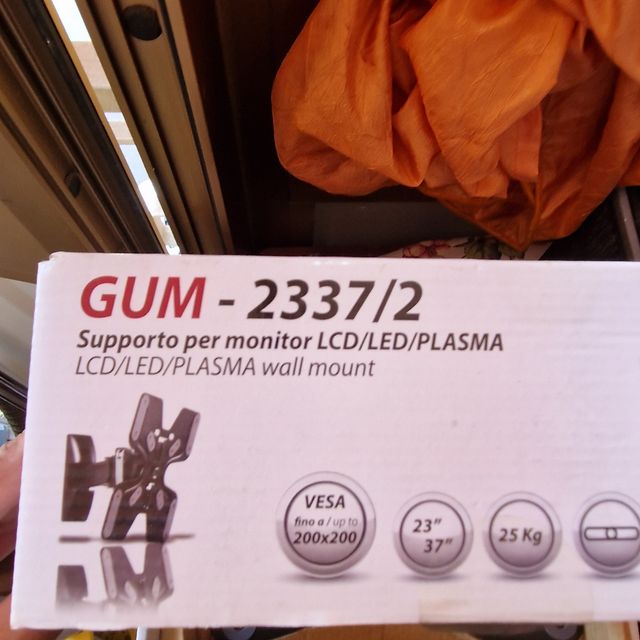 GUM - 2337/2
Supporto per monitor LCD/LED/PLASMA
LCD/LED/PLASMA wall mount
VESA
fino a / up to
200x200
23"
37"
25 Kg